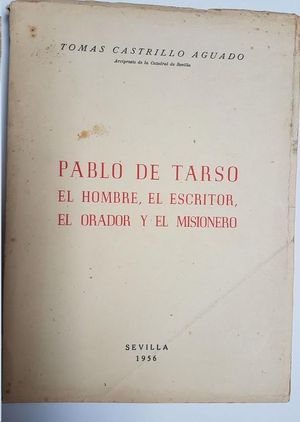 TOMAS CASTRILLO AGUADO
Arcipreste de la Catedral de Sevilla
PABLO DE TARSO
EL HOMBRE, EL ESCRITOR,
EL ORADOR Y EL MISIONERO
SEVILLA
1956